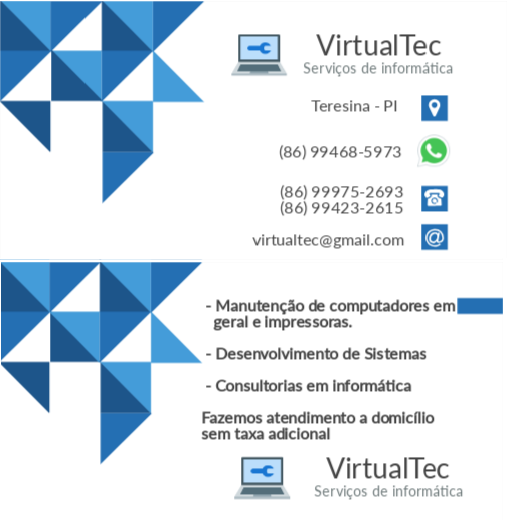 VirtualTec
Serviços de informática
Teresina - PI
(86) 99468-5973
(86) 99975-2693
(86) 99423-2615
virtualtec@gmail.com
- Manutenção de computadores em
geral e impressoras.
- Desenvolvimento de Sistemas
- Consultorias em informática
Fazemos atendimento a domicílio
sem taxa adicional
VirtualTec
Serviços de informática